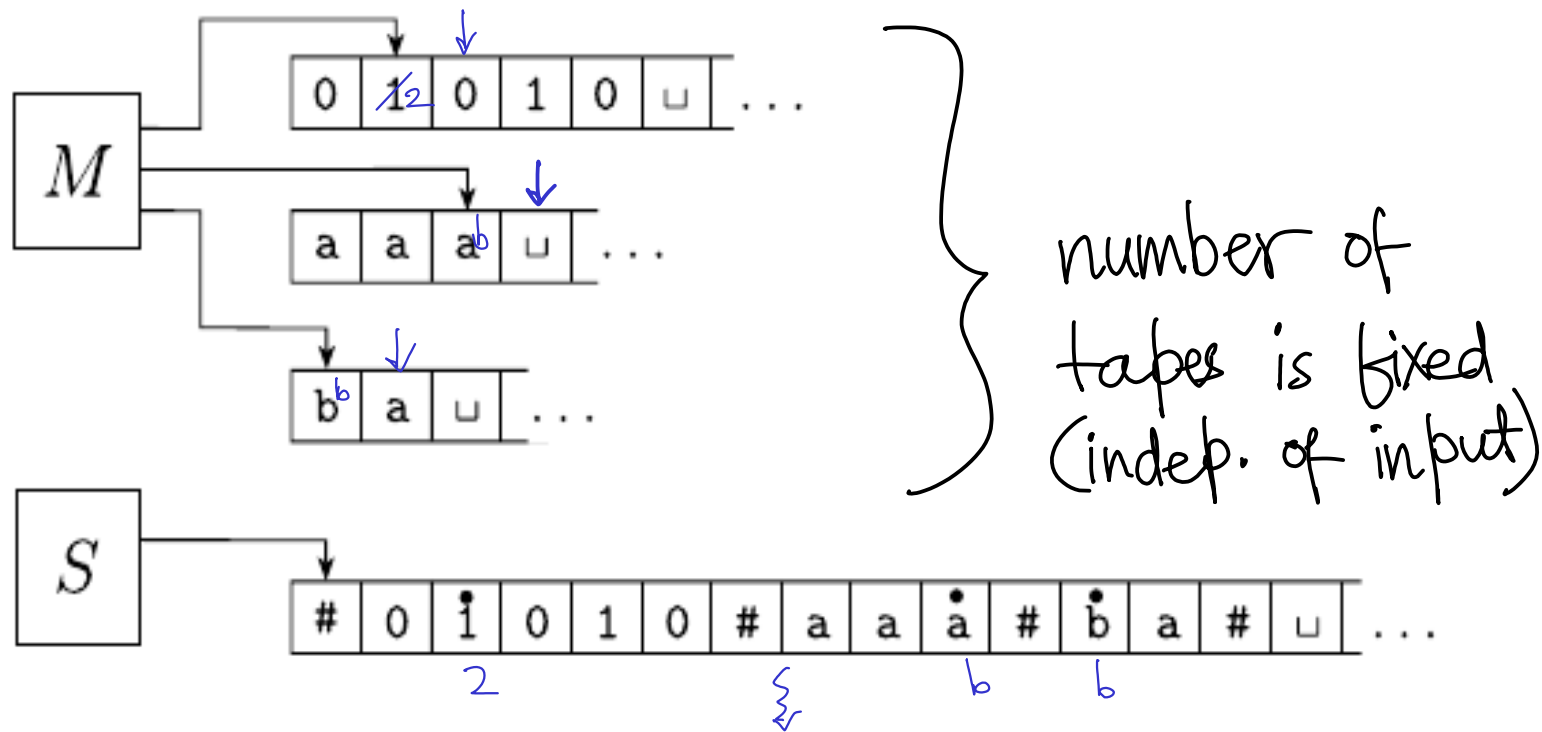 M
0 1 2 0 1 0 ⊔ ...
a a a b ⊔ ...
b b a ⊔ ...
number of
tapes is fixed
(indep. of input)
S
# 0 1 0 1 0 # a a a # b a # ⊔ ...
2 b b